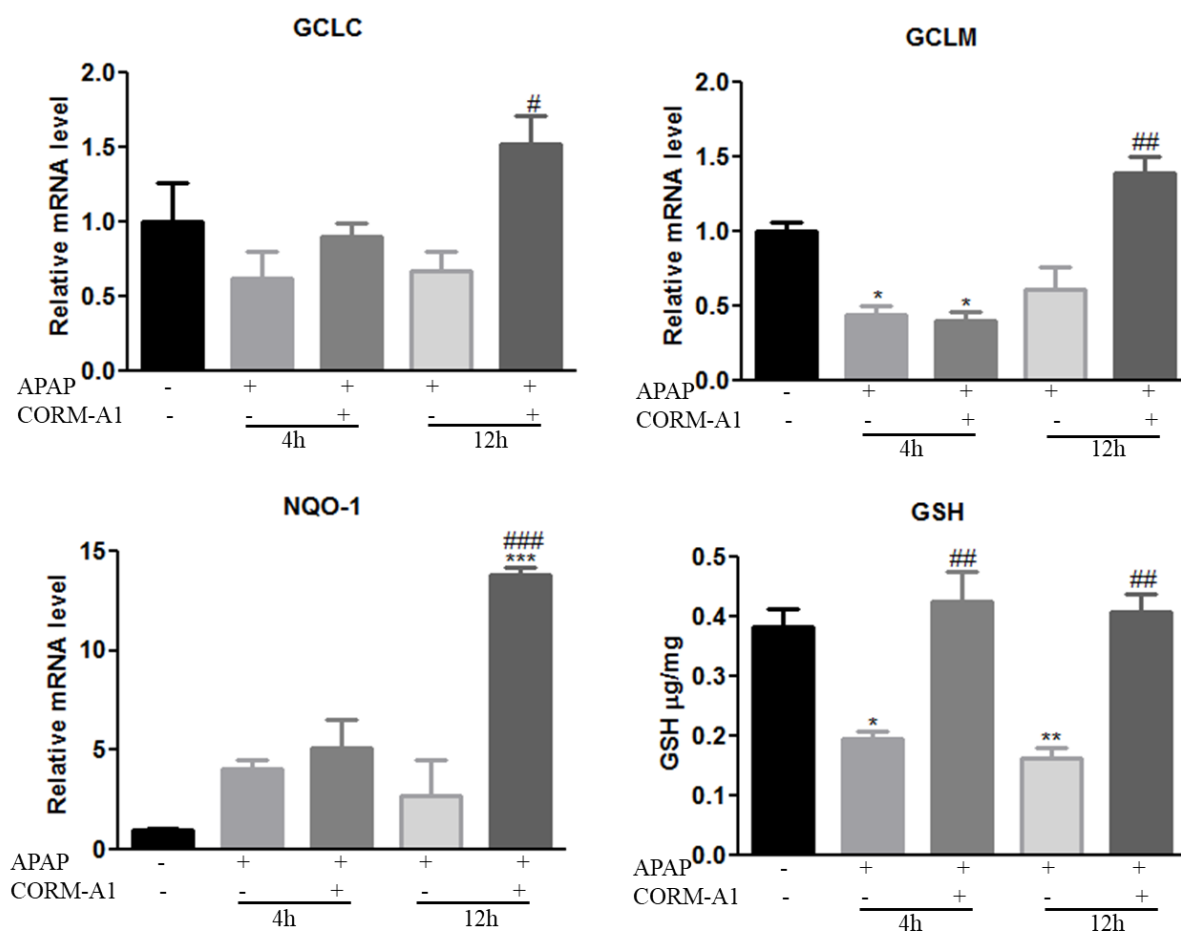 GCLC
Relative mRNA level
2.0
#
1.5
1.0
0.5
0.0
APAP - + + + +
CORM-A1 - - + - +
4h 12h
GCLM
Relative mRNA level
2.0
##
1.5
1.0
* *
0.5
0.0
APAP - + + + +
CORM-A1 - - + - +
4h 12h
NQO-1
Relative mRNA level
###
15 ***
10
5
0
APAP - + + + +
CORM-A1 - - + - +
4h 12h
GSH
GSH µg/mg
0.5 ## ##
0.4
0.3
* **
0.2
0.1
0.0
APAP - + + + +
CORM-A1 - - + - +
4h 12h